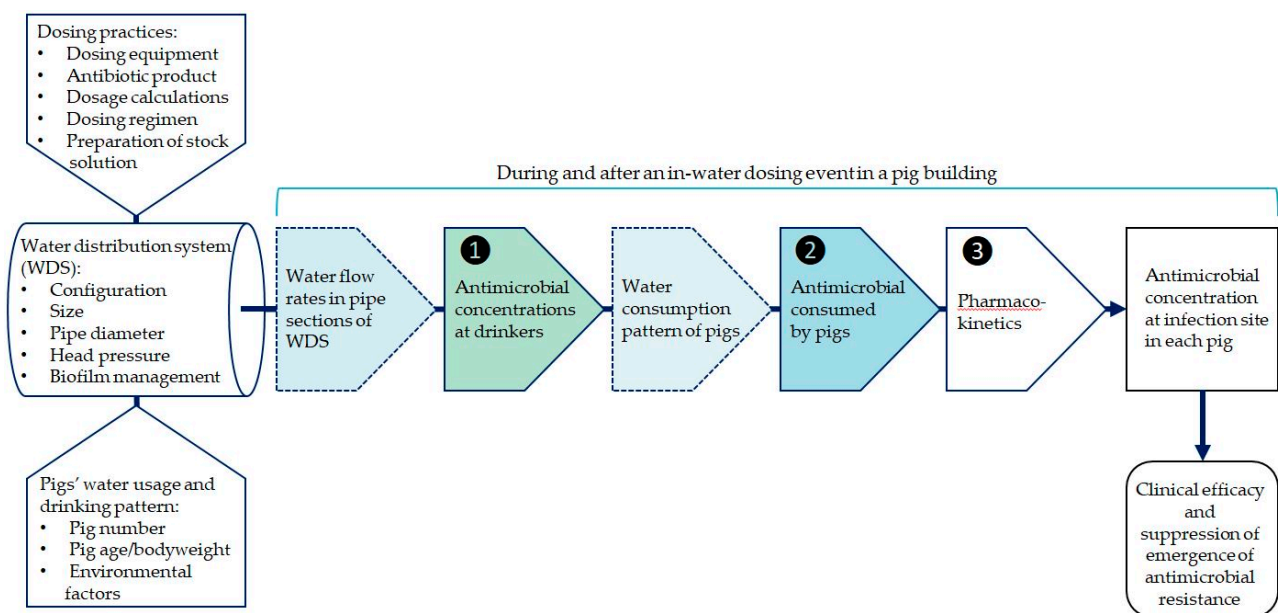 Dosing practices:
• Dosing equipment
• Antibiotic product
• Dosage calculations
• Dosing regimen
• Preparation of stock
solution
During and after an in-water dosing event in a pig building
Water distribution system
(WDS):
• Configuration
• Size
• Pipe diameter
• Head pressure
• Biofilm management
Water flow
rates in pipe
sections of
WDS
1
Antimicrobial
concentrations
at drinkers
Water
consumption
pattern of pigs
2
Antimicrobial
consumed
by pigs
3
Pharmaco-
kinetics
Antimicrobial
concentration
at infection site
in each pig
Pigs' water usage and
drinking pattern:
• Pig number
• Pig age/bodyweight
• Environmental
factors
Clinical efficacy
and
suppression of
emergence of
antimicrobial
resistance